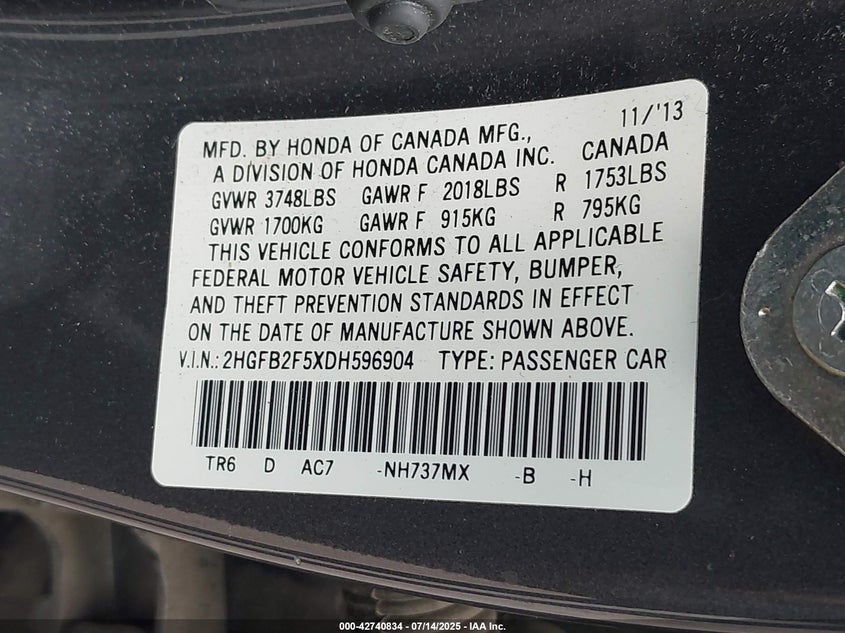 11/'13
MFD. BY HONDA OF CANADA MFG.,
A DIVISION OF HONDA CANADA INC. CANADA
GVWR 3748LBS GAWR F 2018LBS R 1753LBS
GVWR 1700KG GAWR F 915KG R 795KG
THIS VEHICLE CONFORMS TO ALL APPLICABLE
FEDERAL MOTOR VEHICLE SAFETY, BUMPER,
AND THEFT PREVENTION STANDARDS IN EFFECT
ON THE DATE OF MANUFACTURE SHOWN ABOVE.
V.I.N.: 2HGFB2F5XDH596904 TYPE: PASSENGER CAR
TR6 D AC7 -NH737MX -B -H
000-42740834 - 07/14/2025 - IAA Inc.